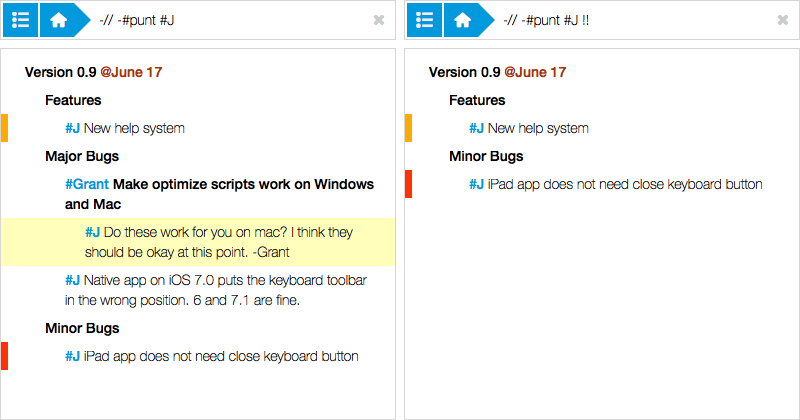 -// -#punt #J
Version 0.9 @June 17
Features
#J New help system
Major Bugs
#Grant Make optimize scripts work on Windows
and Mac
#J Do these work for you on mac? I think they
should be okay at this point. -Grant
#J Native app on iOS 7.0 puts the keyboard toolbar
in the wrong position. 6 and 7.1 are fine.
Minor Bugs
#J iPad app does not need close keyboard button
-// -#punt #J !!
Version 0.9 @June 17
Features
#J New help system
Minor Bugs
#J iPad app does not need close keyboard button